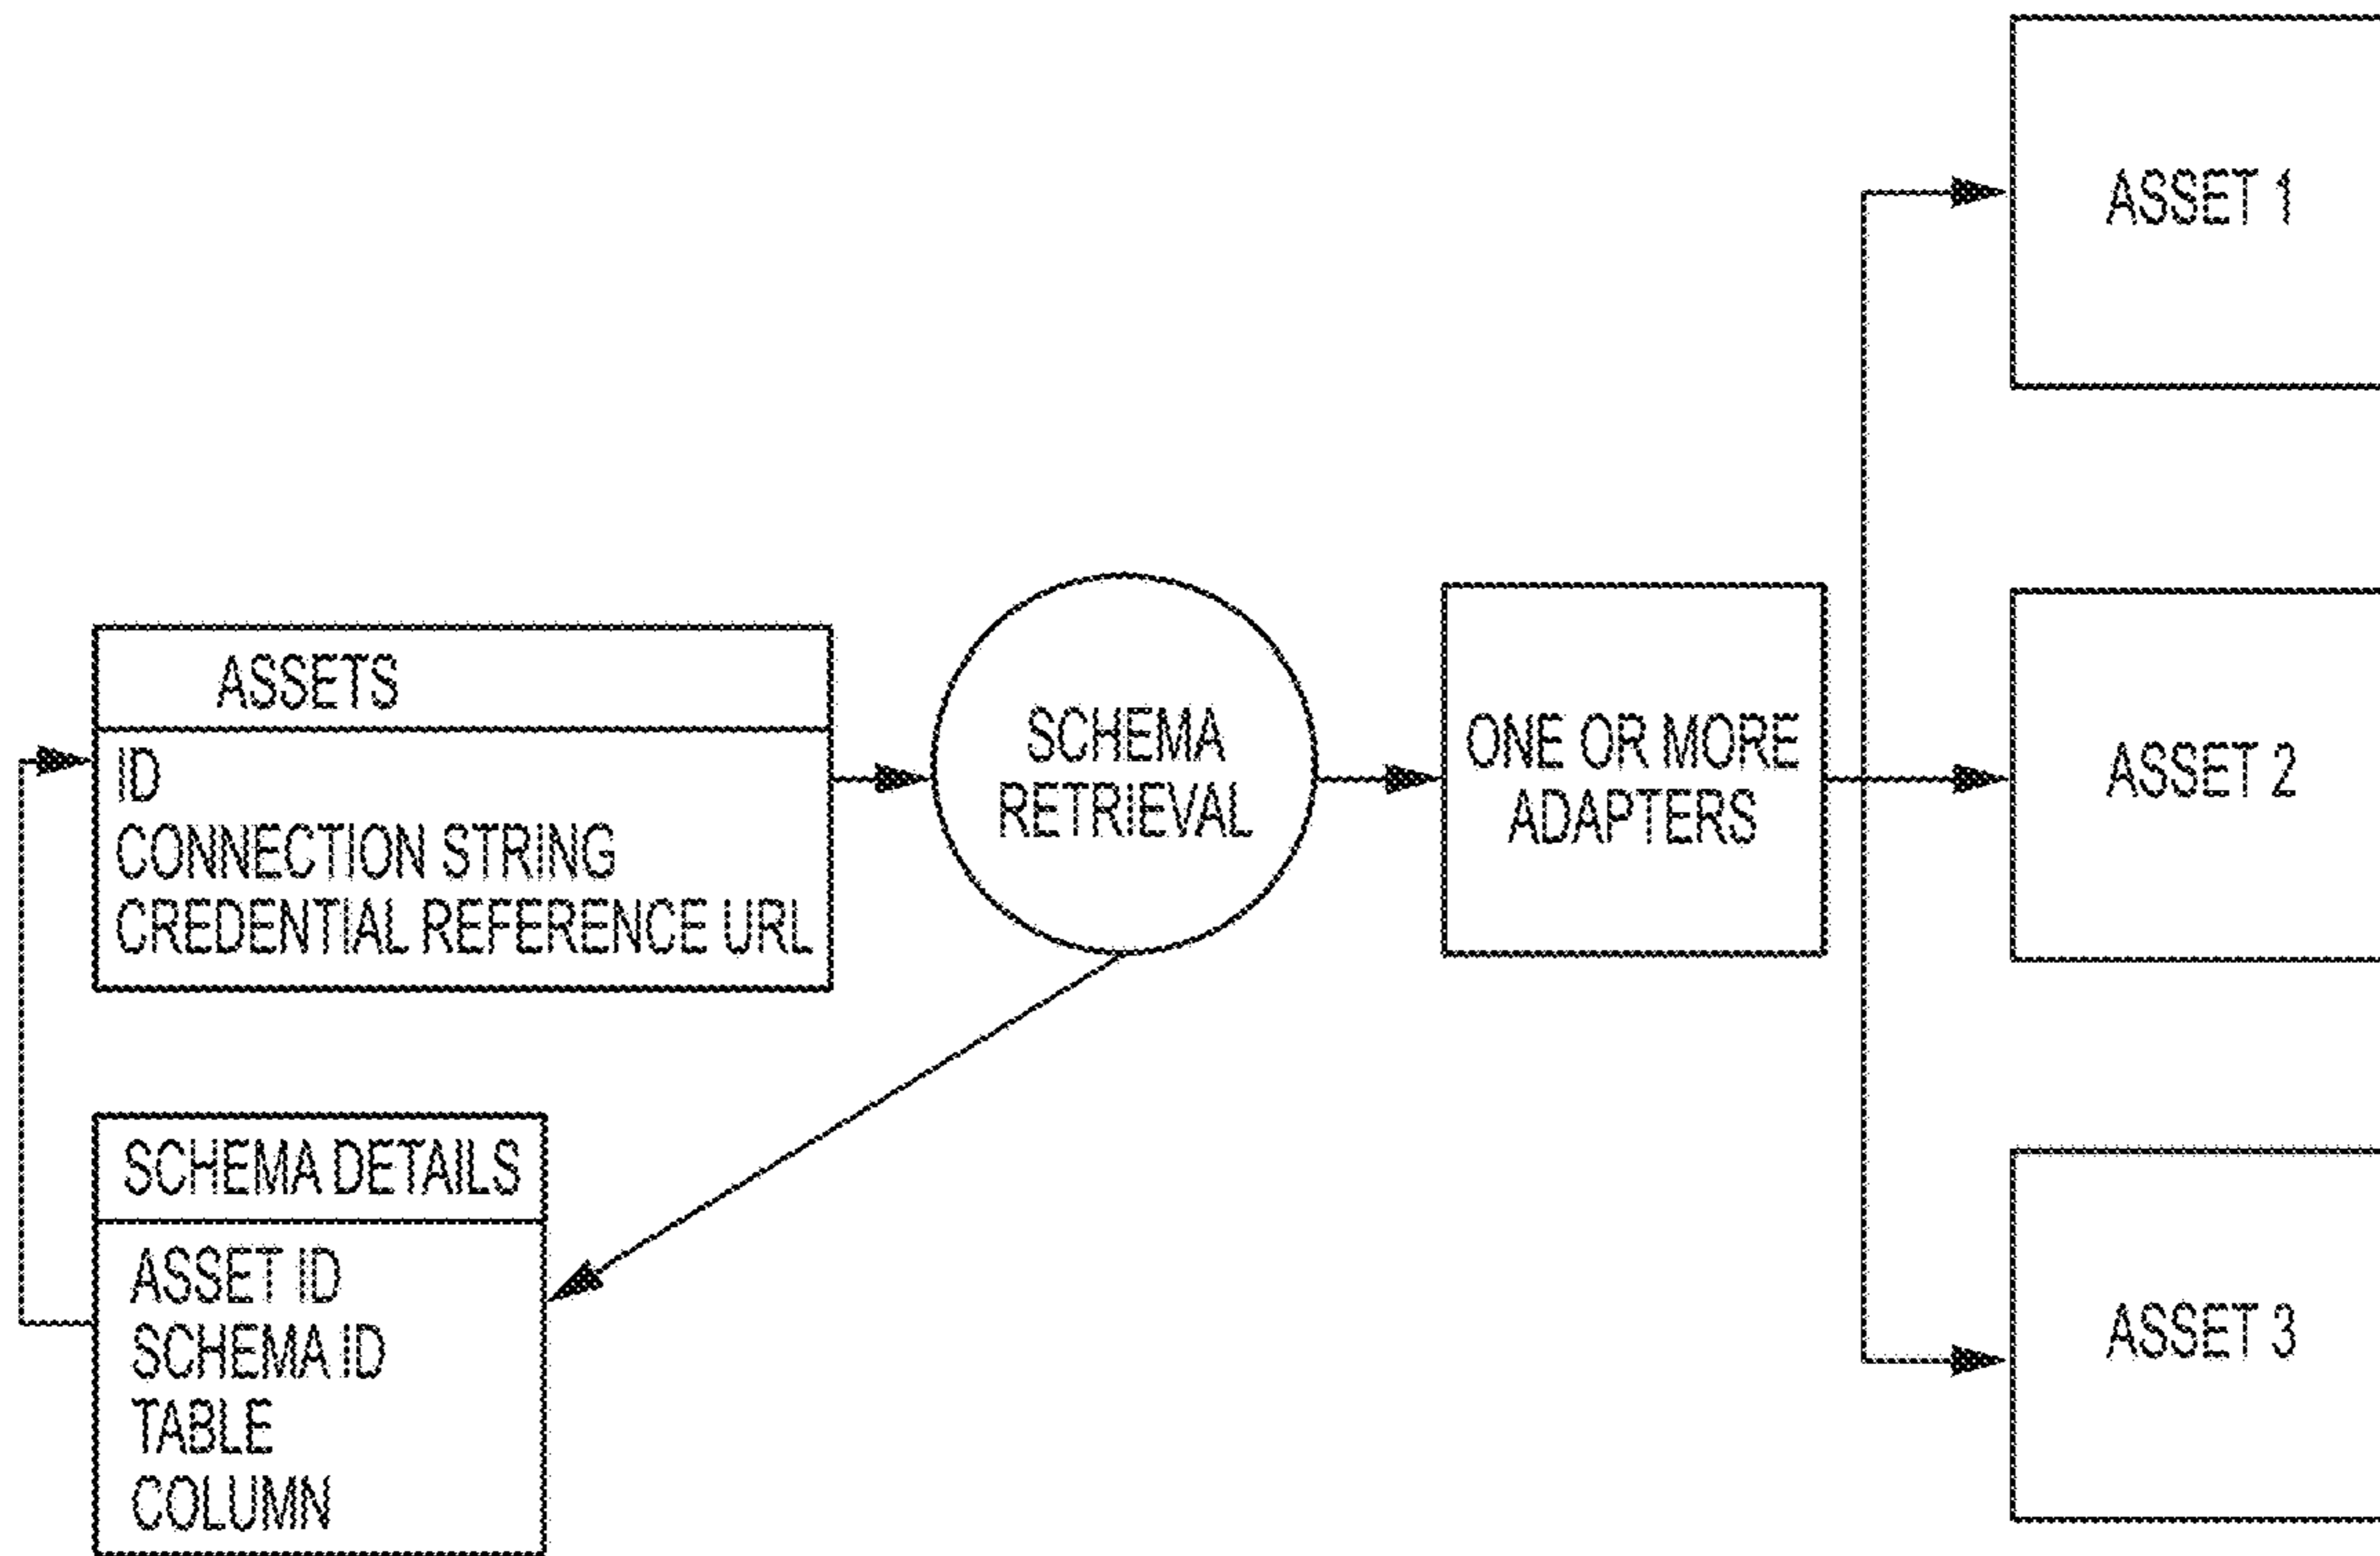 ASSETS
ID
CONNECTION STRING
CREDENTIAL REFERENCE URL
SCHEMA DETAILS
ASSET ID
SCHEMA ID
TABLE
COLUMN
SCHEMA
RETRIEVAL
ONE OR MORE
ADAPTERS
ASSET 1
ASSET 2
ASSET 3